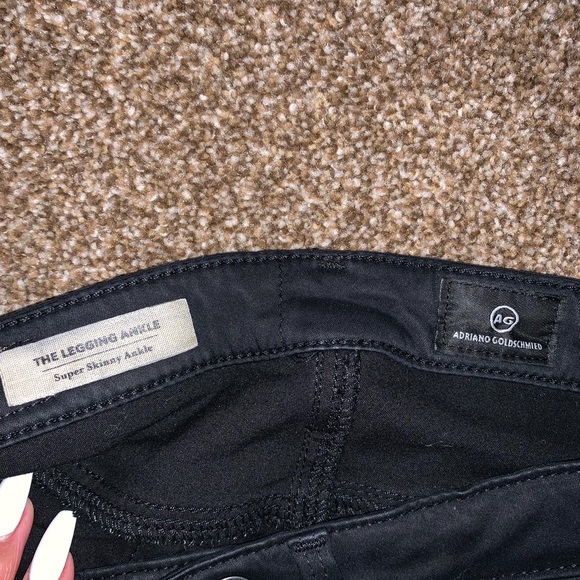 THE LEGGING ANKLE
Super Skinny Ankle
AG
ADRIANO GOLDSCHMIED